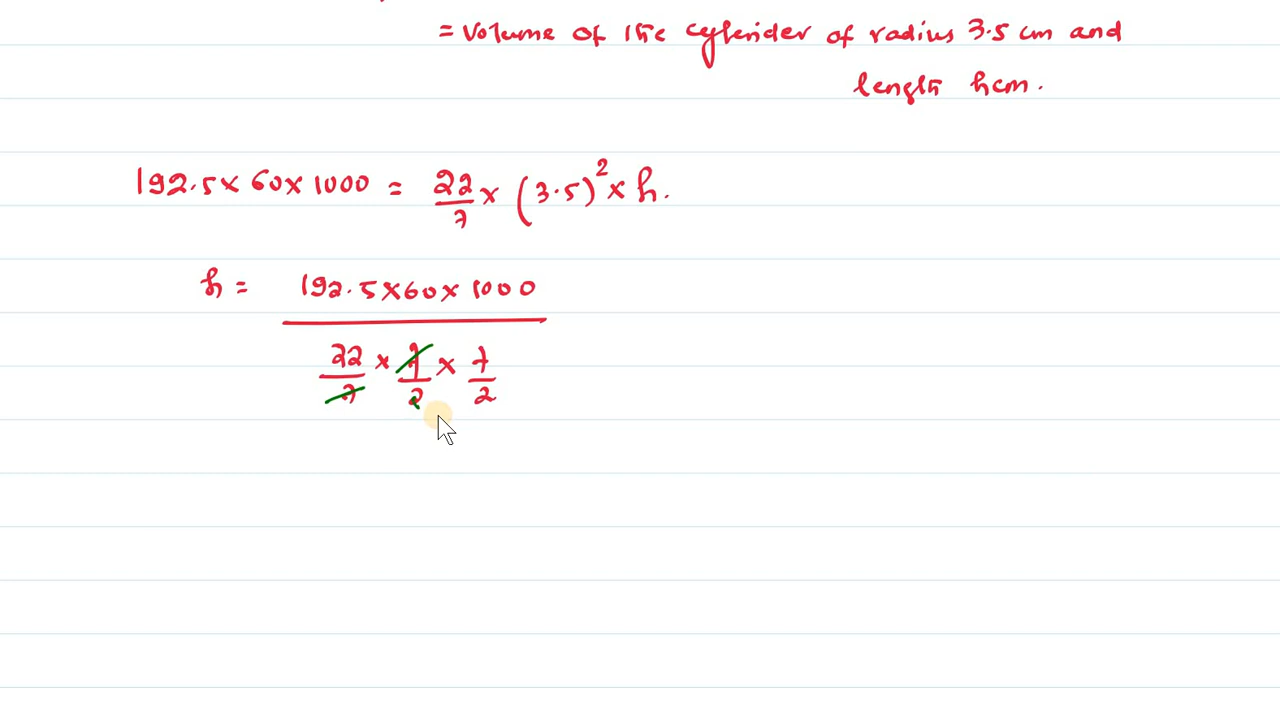 = Volume of the cylinder of radius 3.5 cm and
length h cm.
192.5 × 60 × 1000 = 22/7 × (3.5)² × h.
h = 192.5 × 60 × 1000
22/7 × 7/2 × 7/2